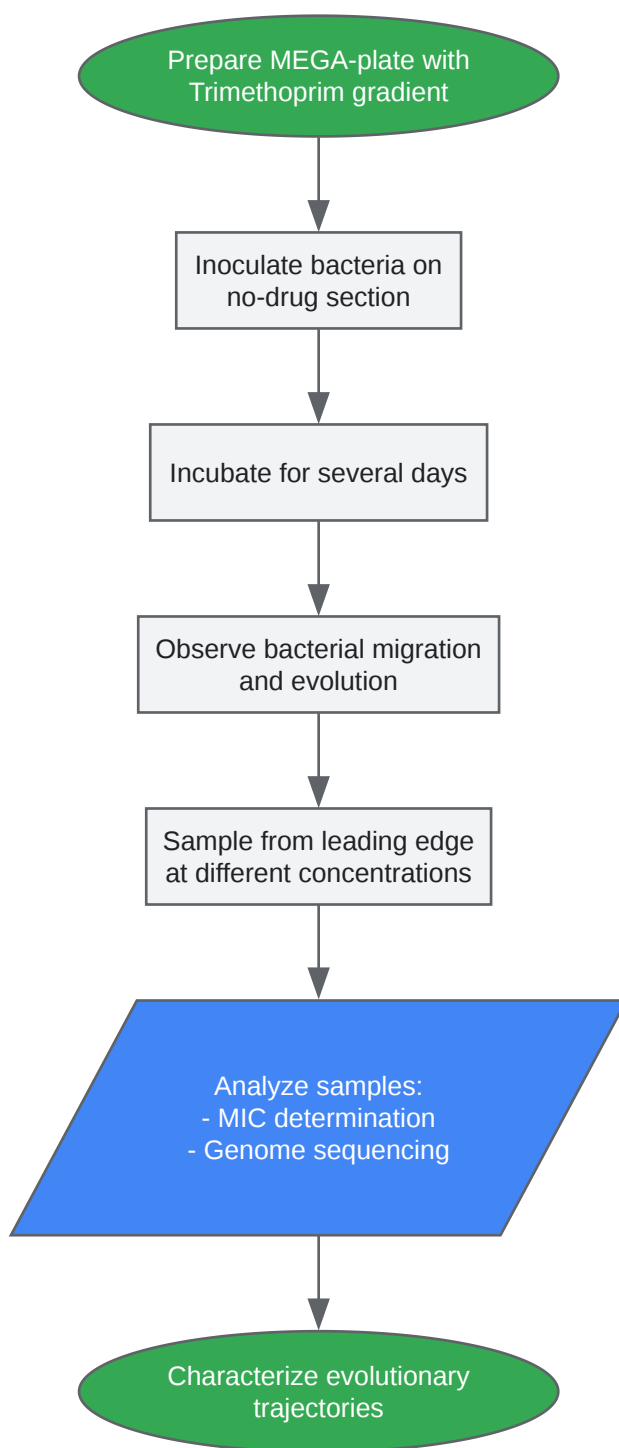 Prepare MEGA-plate with
Trimethoprim gradient
Inoculate bacteria on
no-drug section
Incubate for several days
Observe bacterial migration
and evolution
Sample from leading edge
at different concentrations
Analyze samples:
- MIC determination
- Genome sequencing
Characterize evolutionary
trajectories